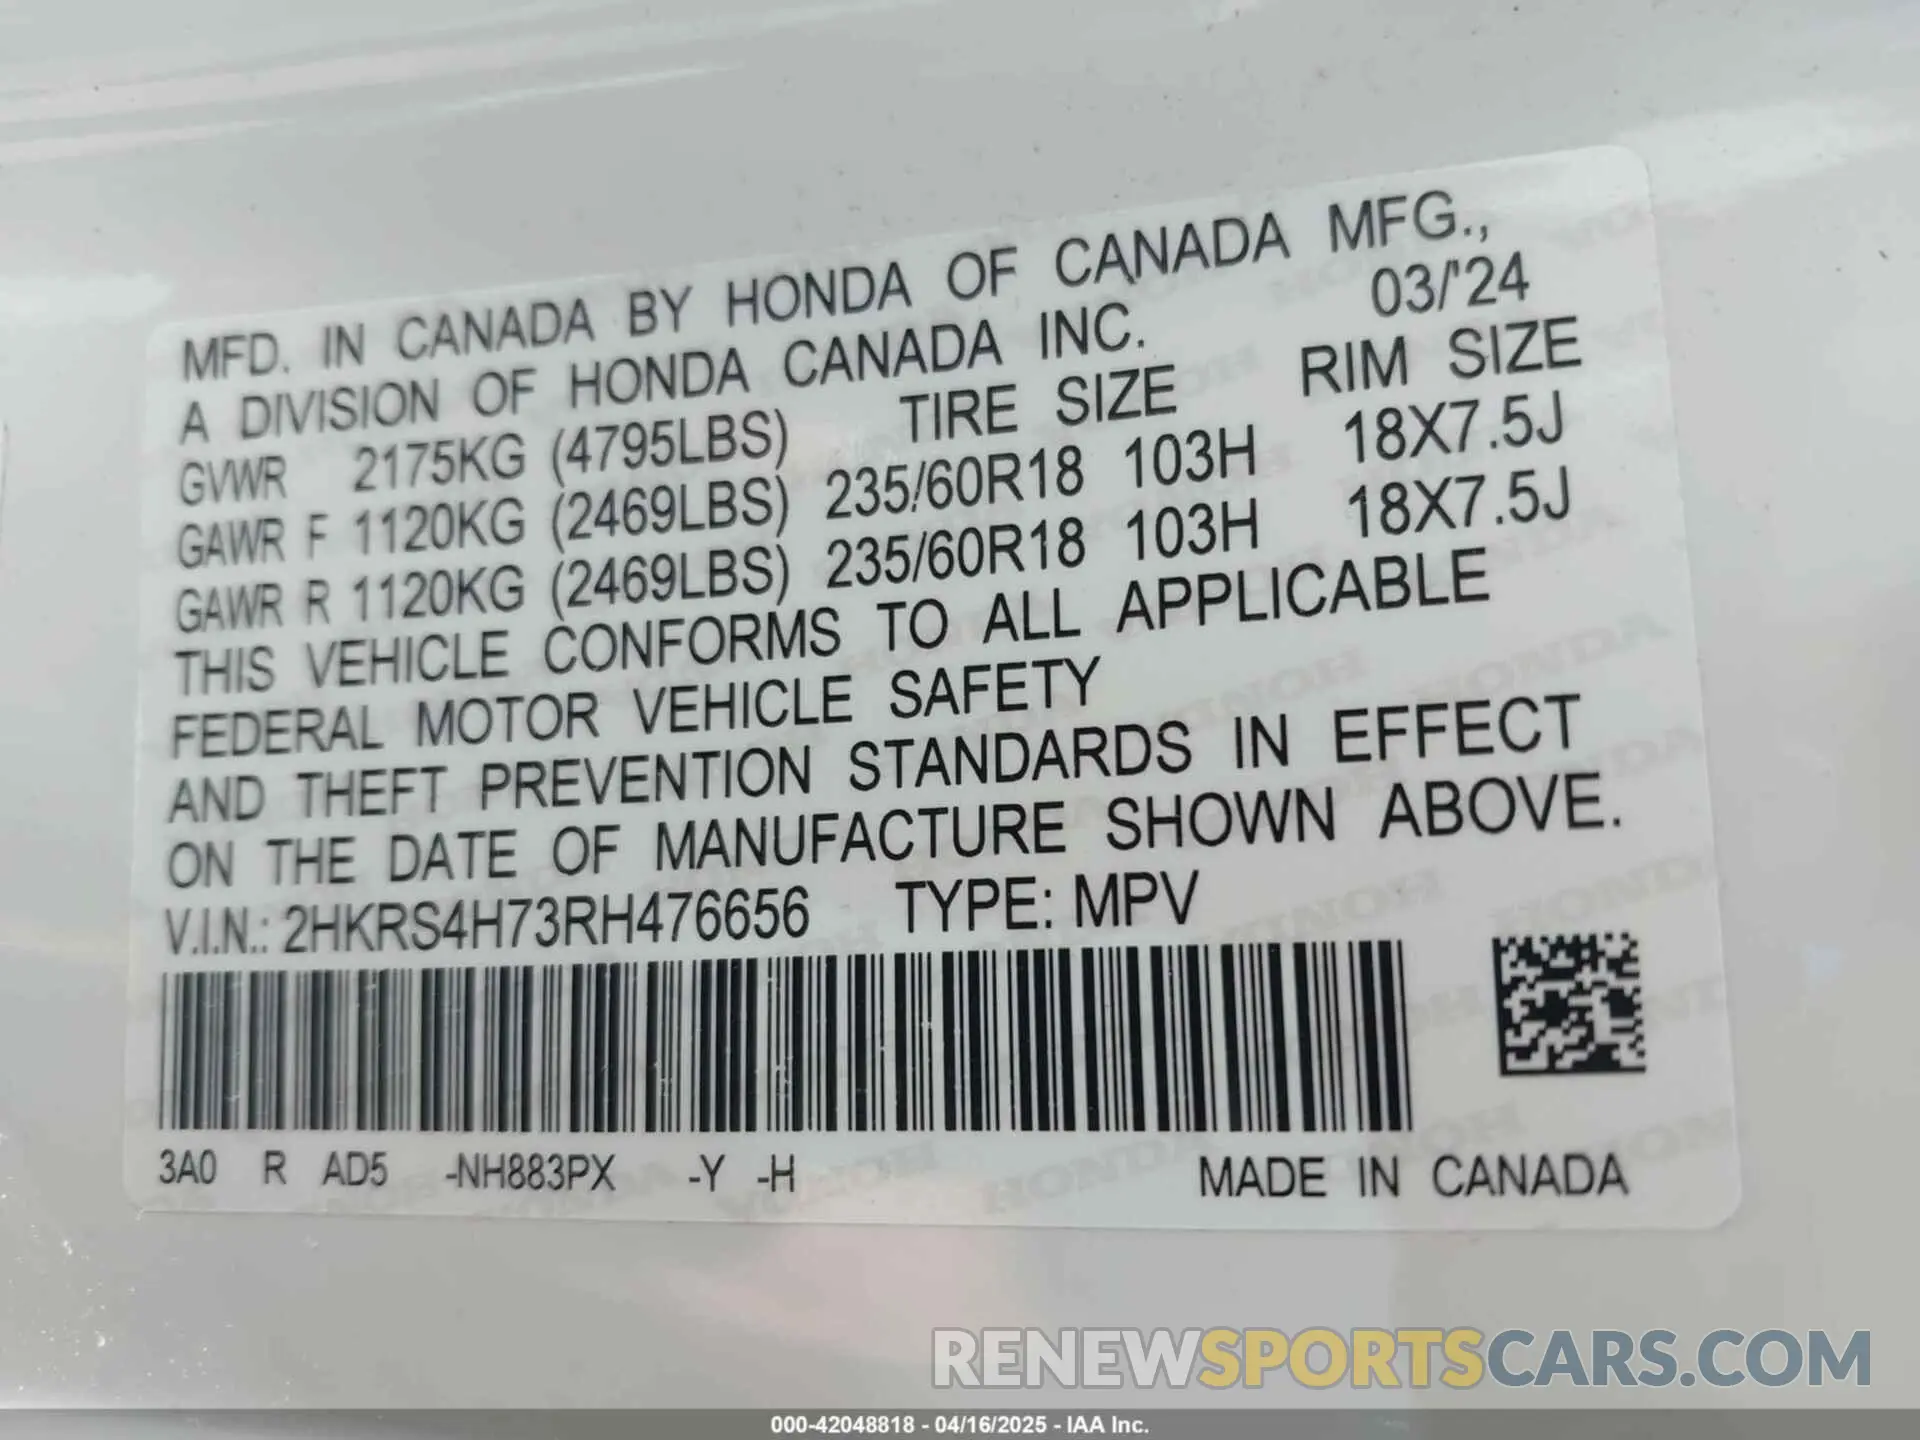 MFD. IN CANADA BY HONDA OF CANADA MFG.,
A DIVISION OF HONDA CANADA INC. 03/'24
GVWR 2175KG (4795LBS) TIRE SIZE RIM SIZE
GAWR F 1120KG (2469LBS) 235/60R18 103H 18X7.5J
GAWR R 1120KG (2469LBS) 235/60R18 103H 18X7.5J
THIS VEHICLE CONFORMS TO ALL APPLICABLE
FEDERAL MOTOR VEHICLE SAFETY
AND THEFT PREVENTION STANDARDS IN EFFECT
ON THE DATE OF MANUFACTURE SHOWN ABOVE.
V.I.N.: 2HKRS4H73RH476656 TYPE: MPV
3A0 R AD5 -NH883PX -Y -H MADE IN CANADA
RENEWSPORTSCARS.COM
000-42048818 - 04/16/2025 - IAA Inc.